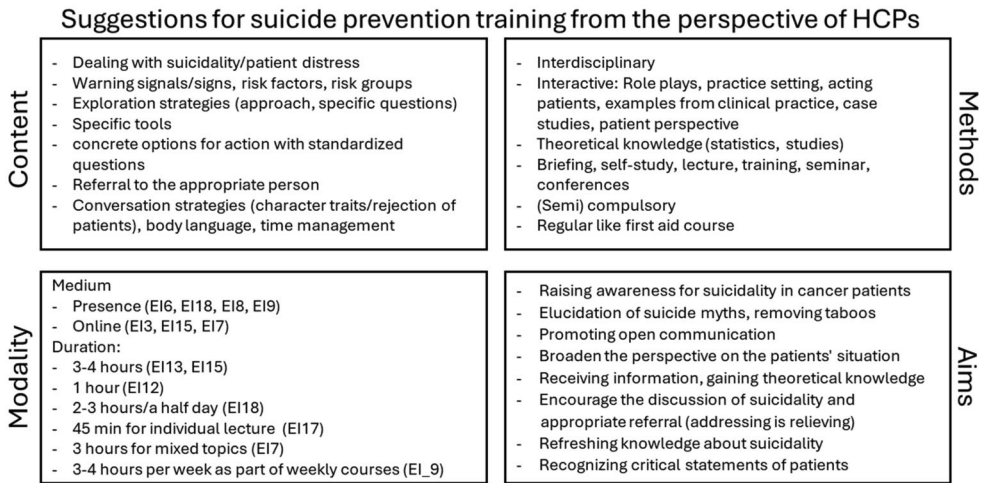 Suggestions for suicide prevention training from the perspective of HCPs
Content
- Dealing with suicidality/patient distress
- Warning signals/signs, risk factors, risk groups
- Exploration strategies (approach, specific questions)
- Specific tools
- concrete options for action with standardized
questions
- Referral to the appropriate person
- Conversation strategies (character traits/rejection of
patients), body language, time management
Methods
- Interdisciplinary
- Interactive: Role plays, practice setting, acting
patients, examples from clinical practice, case
studies, patient perspective
- Theoretical knowledge (statistics, studies)
- Briefing, self-study, lecture, training, seminar,
conferences
- (Semi) compulsory
- Regular like first aid course
Modality
Medium
- Presence (EI6, EI18, EI8, EI9)
- Online (EI3, EI15, EI7)
Duration:
- 3-4 hours (EI13, EI15)
- 1 hour (EI12)
- 2-3 hours/a half day (EI18)
- 45 min for individual lecture (EI17)
- 3 hours for mixed topics (EI7)
- 3-4 hours per week as part of weekly courses (EI_9)
Aims
- Raising awareness for suicidality in cancer patients
- Elucidation of suicide myths, removing taboos
- Promoting open communication
- Broaden the perspective on the patients' situation
- Receiving information, gaining theoretical knowledge
- Encourage the discussion of suicidality and
appropriate referral (addressing is relieving)
- Refreshing knowledge about suicidality
- Recognizing critical statements of patients